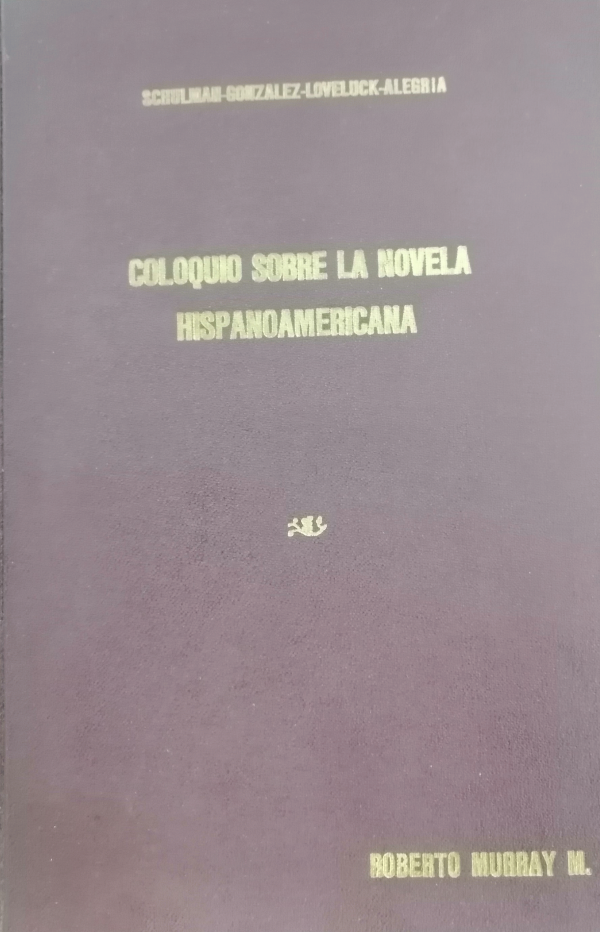 SCHULMAN-GONZALEZ-LOVELUCK-ALEGRIA
COLOQUIO SOBRE LA NOVELA
HISPANOAMERICANA
ROBERTO MURRAY M.